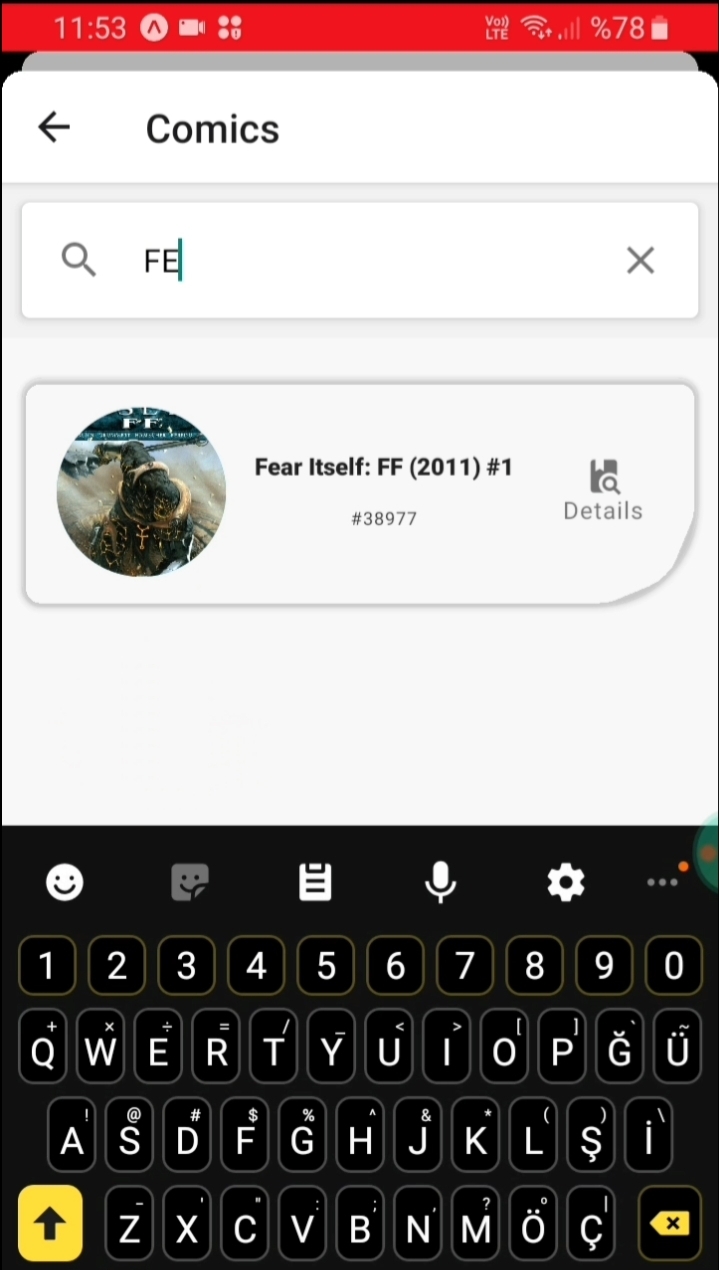 11:53 Vo)) LTE %78
Comics
FE
Fear Itself: FF (2011) #1
#38977
Details
1 2 3 4 5 6 7 8 9 0
+ × ÷ = / _ < > [ ] ` ~
Q W E R T Y U I O P Ğ Ü
! @ # $ % ^ & * ( ) \
A S D F G H J K L Ş İ
- ' " : ; , ? º |
Z X C V B N M Ö Ç